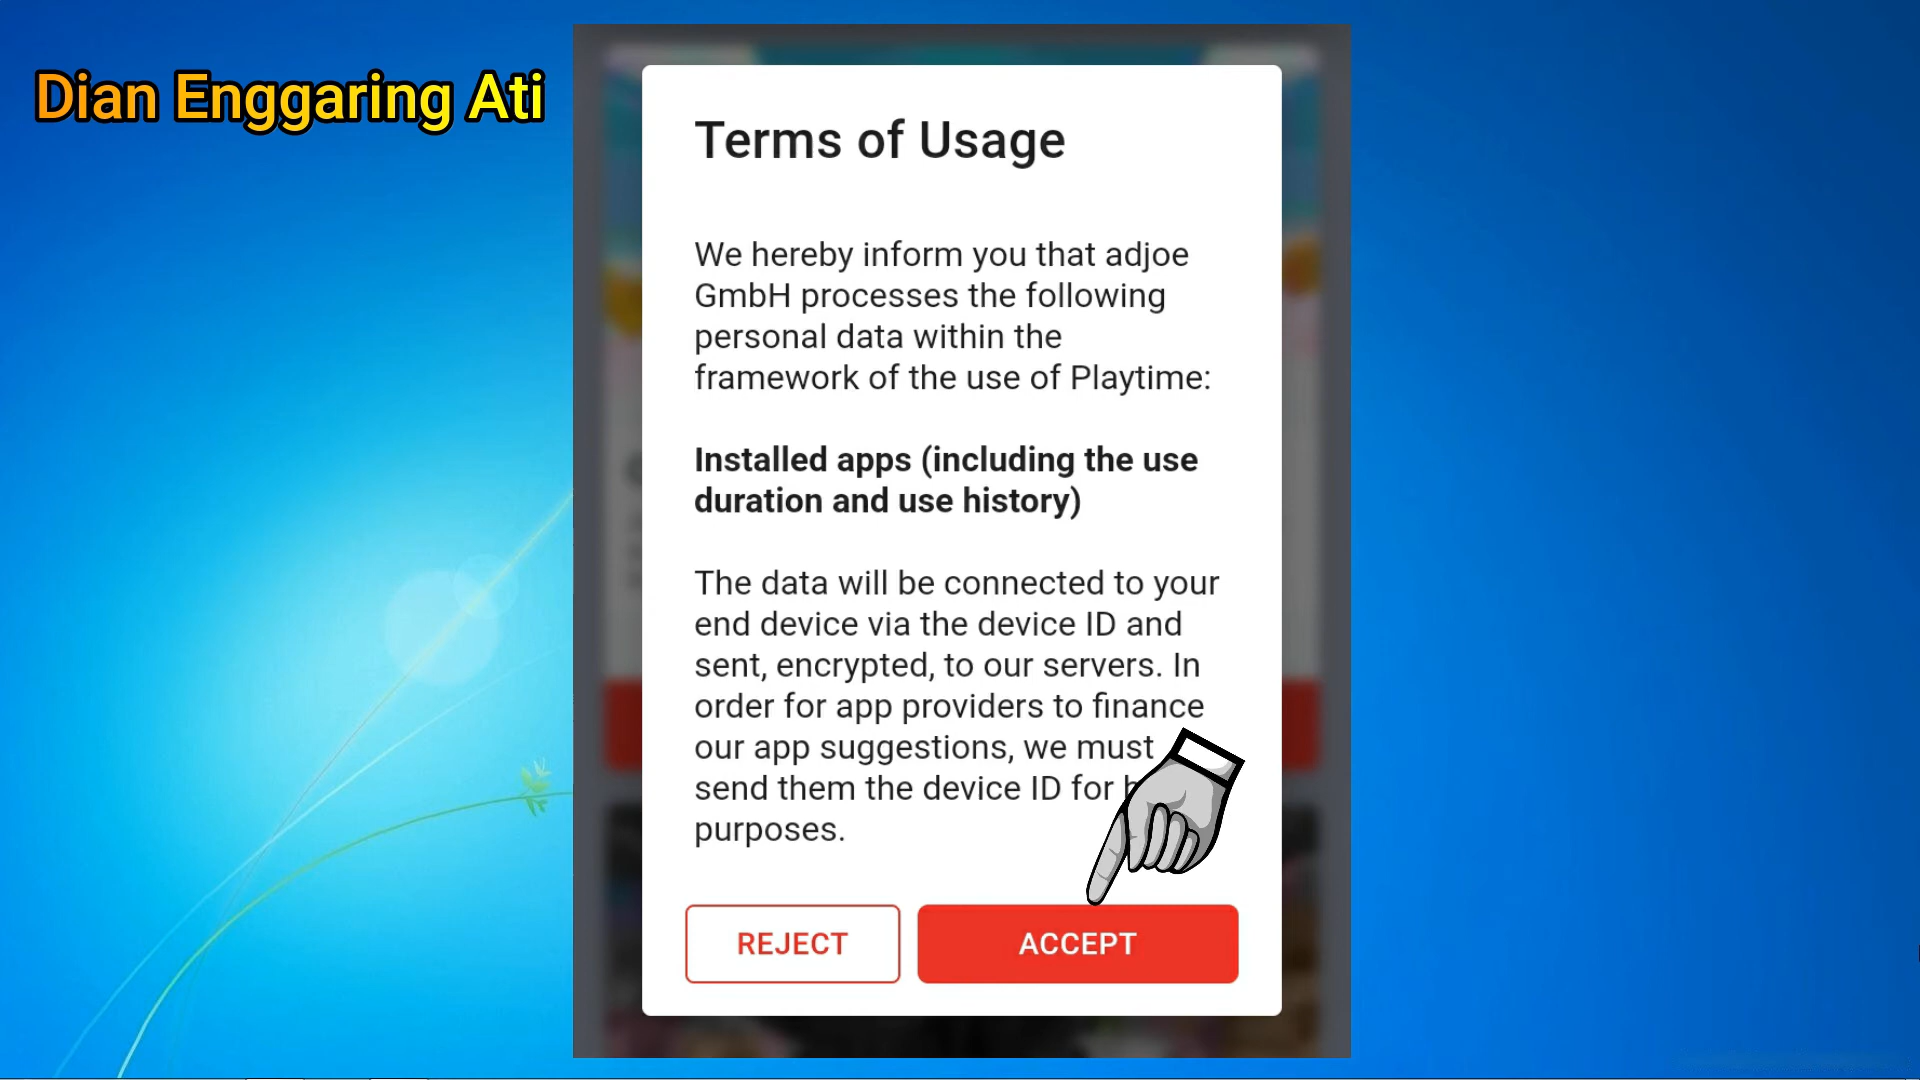 Dian Enggaring Ati
Terms of Usage
We hereby inform you that adjoe
GmbH processes the following
personal data within the
framework of the use of Playtime:
Installed apps (including the use
duration and use history)
The data will be connected to your
end device via the device ID and
sent, encrypted, to our servers. In
order for app providers to finance
our app suggestions, we must
send them the device ID for
purposes.
REJECT
ACCEPT